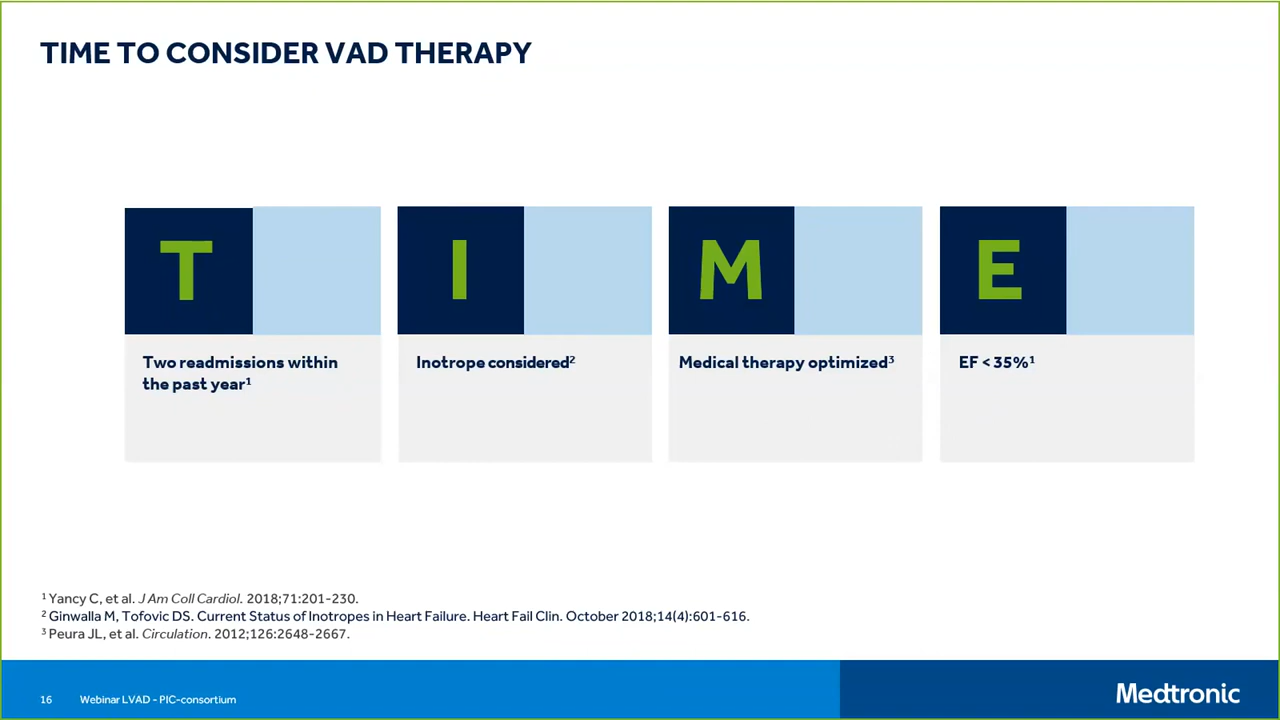 TIME TO CONSIDER VAD THERAPY
T
I
M
E
Two readmissions within
the past year¹
Inotrope considered²
Medical therapy optimized³
EF < 35%¹
¹ Yancy C, et al. J Am Coll Cardiol. 2018;71:201-230.
² Ginwalla M, Tofovic DS. Current Status of Inotropes in Heart Failure. Heart Fail Clin. October 2018;14(4):601-616.
³ Peura JL, et al. Circulation. 2012;126:2648-2667.
16 Webinar LVAD - PIC-consortium
Medtronic